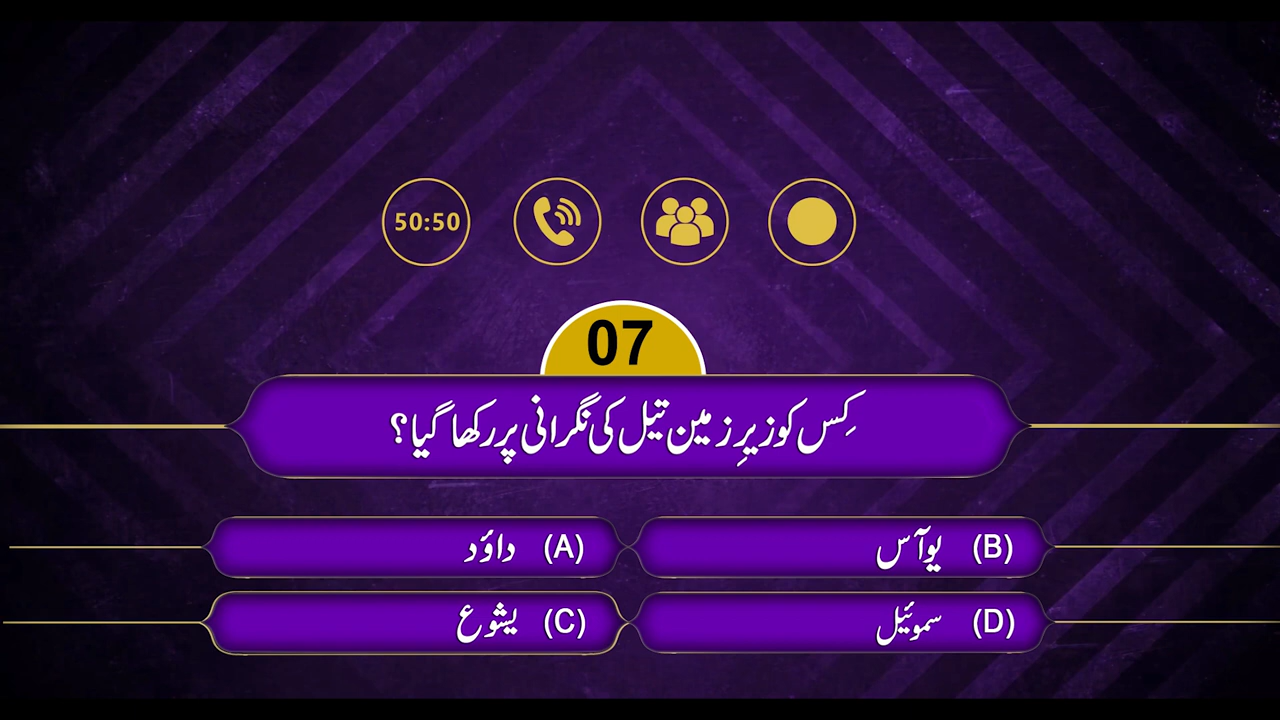 50:50
07
کِس کو زیرِ زمین تیل کی نگرانی پر رکھا گیا؟
(A) داؤد
(B) یوآس
(C) یشوع
(D) سموئیل